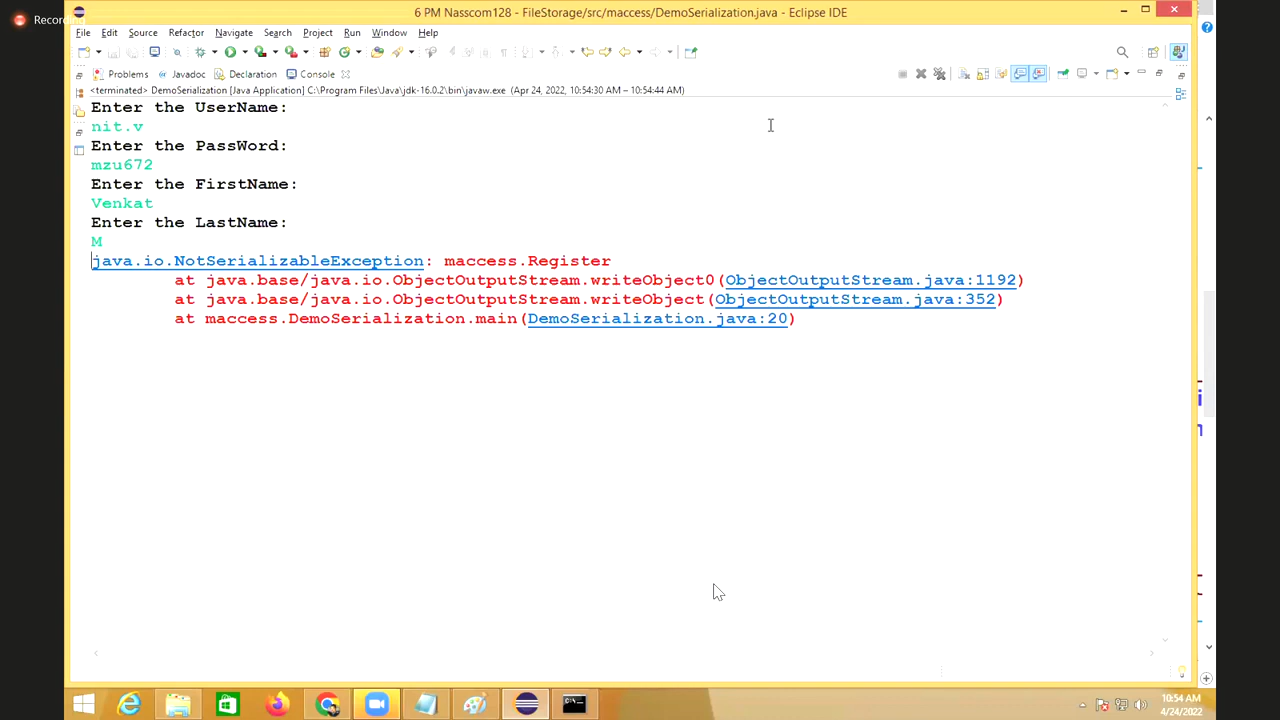 Recording
6 PM Nasscom128 - FileStorage/src/maccess/DemoSerialization.java - Eclipse IDE
File Edit Source Refactor Navigate Search Project Run Window Help
Problems Javadoc Declaration Console
<terminated> DemoSerialization [Java Application] C:\Program Files\Java\jdk-16.0.2\bin\javaw.exe (Apr 24, 2022, 10:54:30 AM – 10:54:44 AM)
Enter the UserName:
nit.v
Enter the PassWord:
mzu672
Enter the FirstName:
Venkat
Enter the LastName:
M
java.io.NotSerializableException: maccess.Register
at java.base/java.io.ObjectOutputStream.writeObject0(ObjectOutputStream.java:1192)
at java.base/java.io.ObjectOutputStream.writeObject(ObjectOutputStream.java:352)
at maccess.DemoSerialization.main(DemoSerialization.java:20)
10:54 AM
4/24/2022